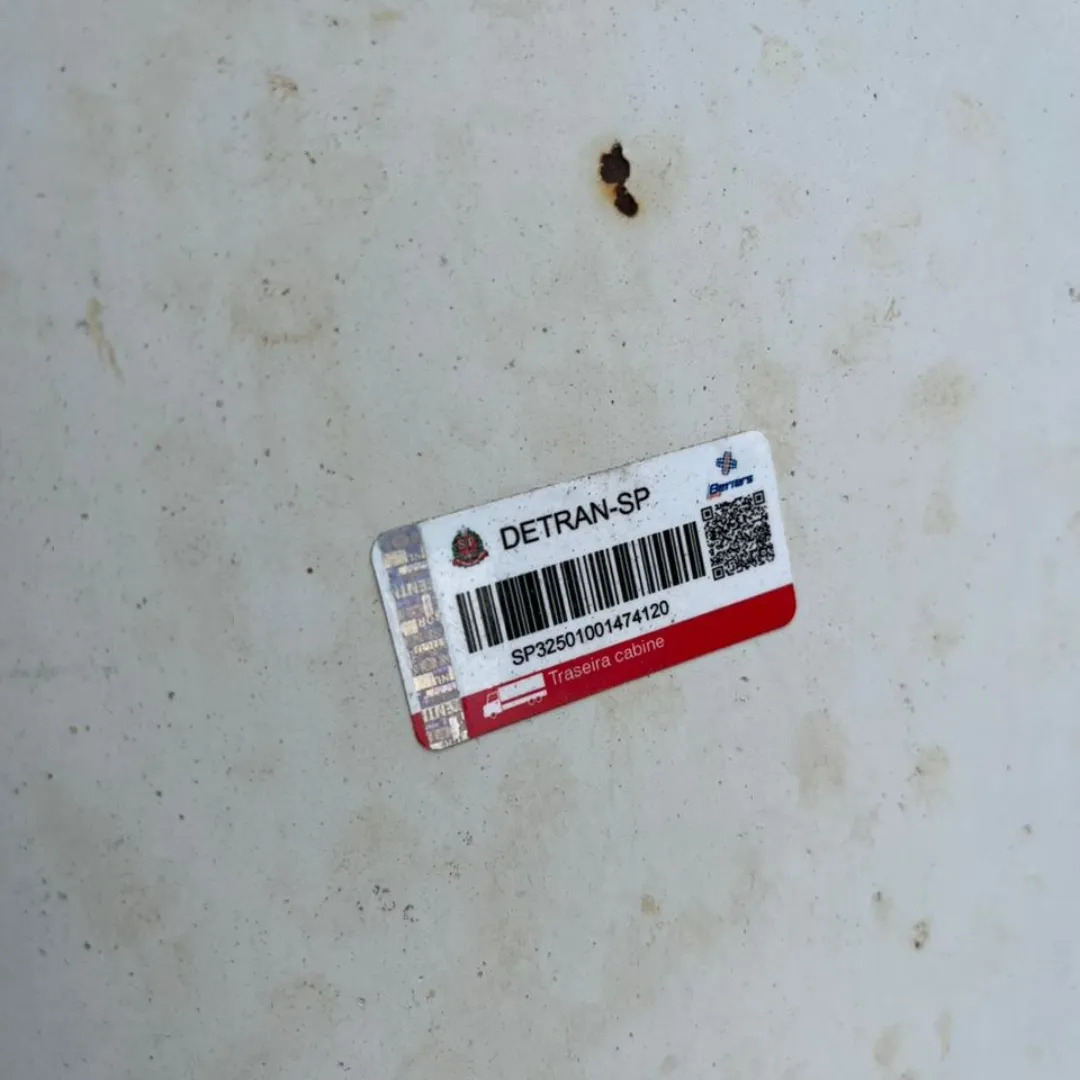 DETRAN-SP
SP32501001474120
Traseira cabine